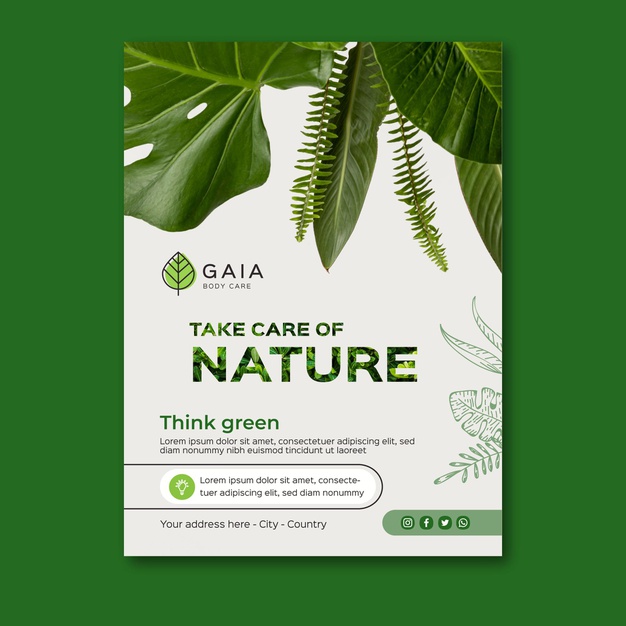 GAIA
BODY CARE
TAKE CARE OF
NATURE
Think green
Lorem ipsum dolor sit amet, consectetuer adipiscing elit,
diam nonummy nibh euismod tincidunt ut laoreet
Lorem ipsum dolor sit amet, consecte-
tuer adipiscing elit, sed diam nonummy
Your address here - City - Country